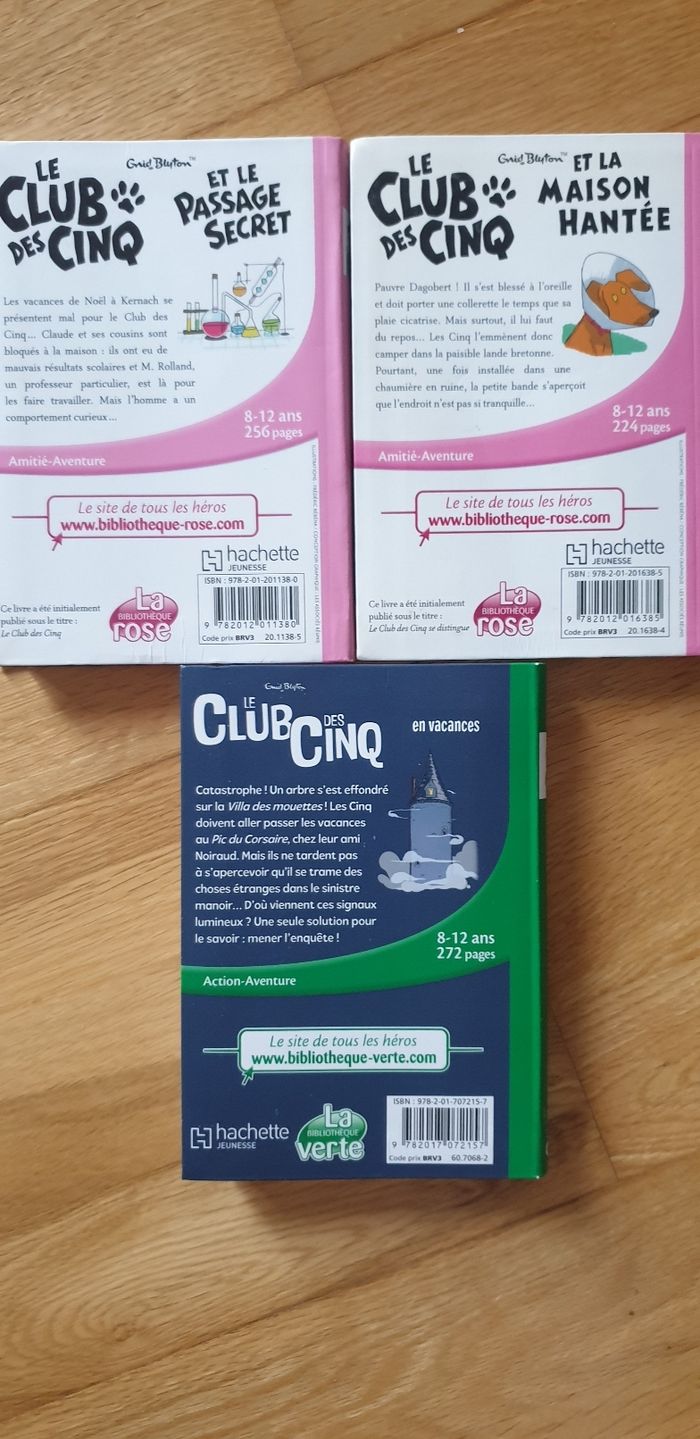 Enid Blyton™
LE
CLUB
DES CINQ
ET LE
PASSAGE
SECRET
Les vacances de Noël à Kernach se
présentent mal pour le Club des
Cinq... Claude et ses cousins sont
bloqués à la maison : ils ont eu de
mauvais résultats scolaires et M. Rolland,
un professeur particulier, est là pour
les faire travailler. Mais l'homme a un
comportement curieux...
8-12 ans
256 pages
Amitié-Aventure
Le site de tous les héros
www.bibliotheque-rose.com
hachette
JEUNESSE
Ce livre a été initialement
publié sous le titre :
Le Club des Cinq
La
BIBLIOTHÈQUE
rose
ISBN : 978-2-01-201138-0
9 782012 011380
Code prix BRV3 20.1138-5
Enid Blyton™
LE
CLUB
DES CINQ
ET LA
MAISON
HANTÉE
Pauvre Dagobert ! Il s'est blessé à l'oreille
et doit porter une collerette le temps que sa
plaie cicatrise. Mais surtout, il lui faut
du repos... Les Cinq l'emmènent donc
camper dans la paisible lande bretonne.
Pourtant, une fois installée dans une
chaumière en ruine, la petite bande s'aperçoit
que l'endroit n'est pas si tranquille...
8-12 ans
224 pages
Amitié-Aventure
Le site de tous les héros
www.bibliotheque-rose.com
hachette
JEUNESSE
Ce livre a été initialement
publié sous le titre :
Le Club des Cinq se distingue
La
BIBLIOTHÈQUE
rose
ISBN : 978-2-01-201638-5
9 782012 016385
Code prix BRV3 20.1638-4
Enid Blyton
LE
CLUB DES
CINQ
en vacances
Catastrophe ! Un arbre s'est effondré
sur la Villa des mouettes ! Les Cinq
doivent aller passer les vacances
au Pic du Corsaire, chez leur ami
Noiraud. Mais ils ne tardent pas
à s'apercevoir qu'il se trame des
choses étranges dans le sinistre
manoir... D'où viennent ces signaux
lumineux ? Une seule solution pour
le savoir : mener l'enquête !
8-12 ans
272 pages
Action-Aventure
Le site de tous les héros
www.bibliotheque-verte.com
hachette
JEUNESSE
La
BIBLIOTHÈQUE
verte
ISBN : 978-2-01-707215-7
9 782017 072157
Code prix BRV3 60.7068-2